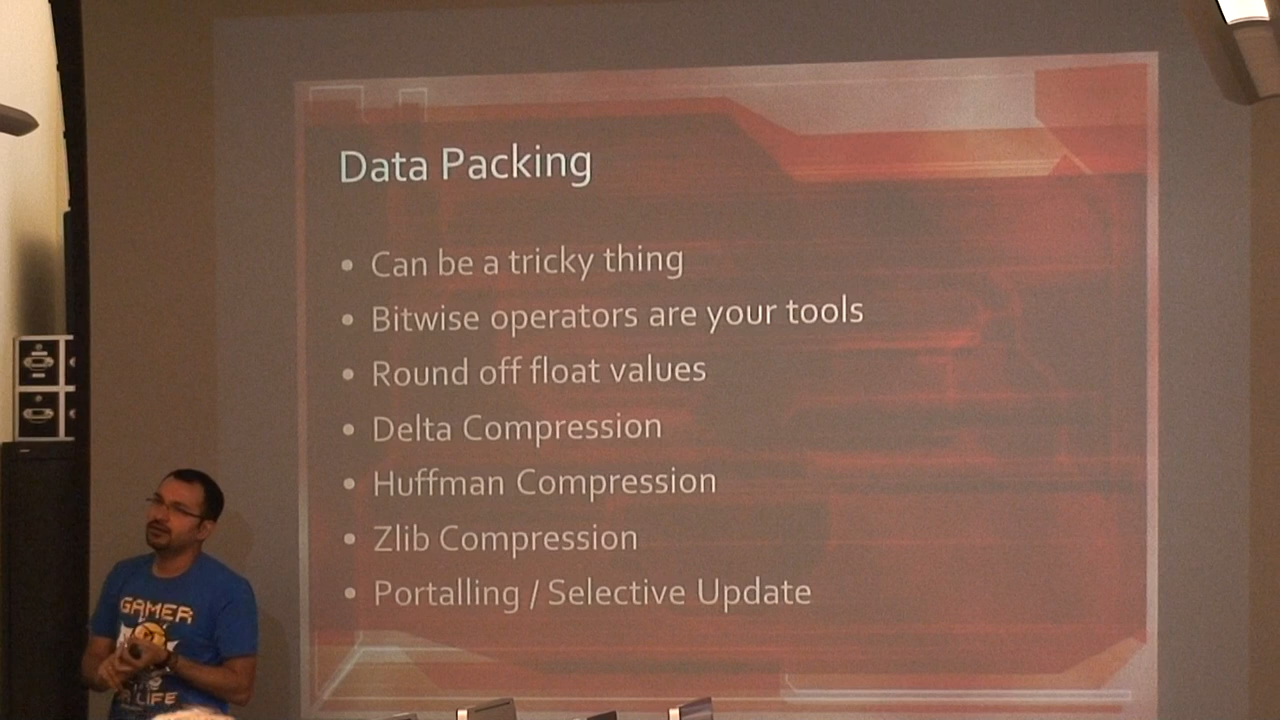 Data Packing
Can be a tricky thing
Bitwise operators are your tools
Round off float values
Delta Compression
Huffman Compression
Zlib Compression
Portalling / Selective Update
GAMER
LIFE